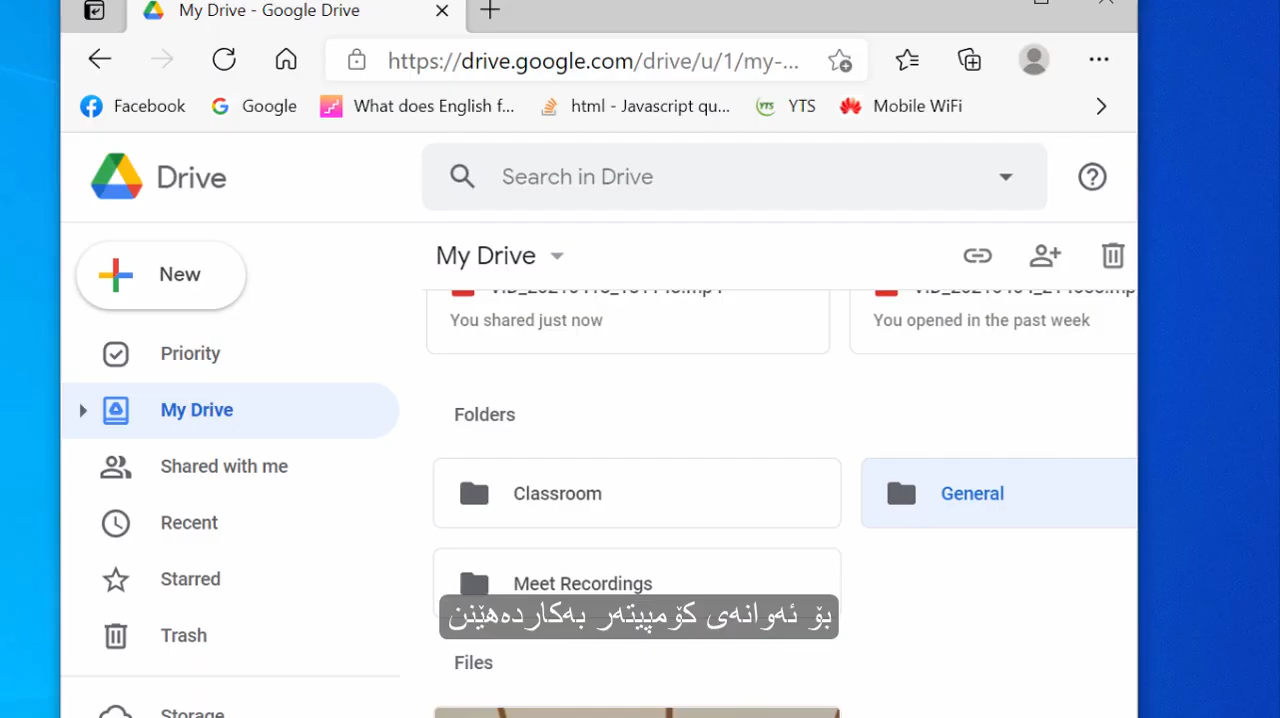 My Drive - Google Drive
https://drive.google.com/drive/u/1/my-...
Facebook
Google
What does English f...
html - Javascript qu...
YTS
Mobile WiFi
Drive
Search in Drive
New
My Drive
You shared just now
You opened in the past week
Priority
My Drive
Shared with me
Recent
Starred
Trash
Storage
Folders
Classroom
General
Meet Recordings
بۆ ئەوانەی کۆمپیتەر بەکاردەهێنن
Files